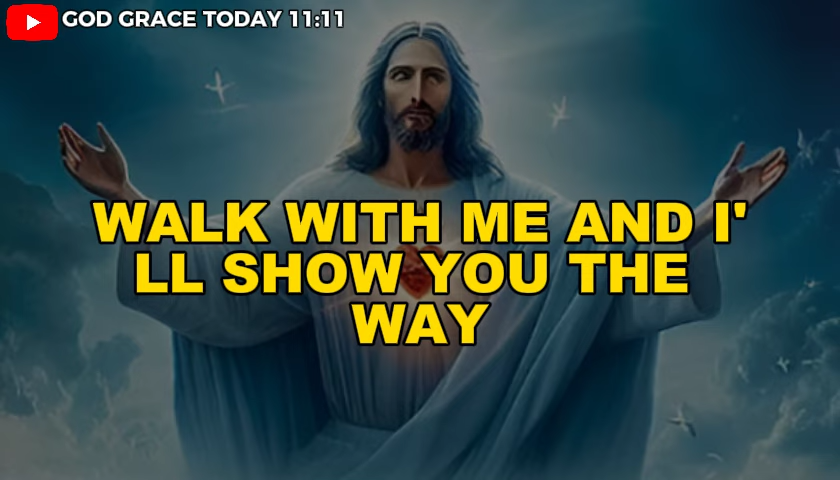 GOD GRACE TODAY 11:11
WALK WITH ME AND I'
LL SHOW YOU THE
WAY